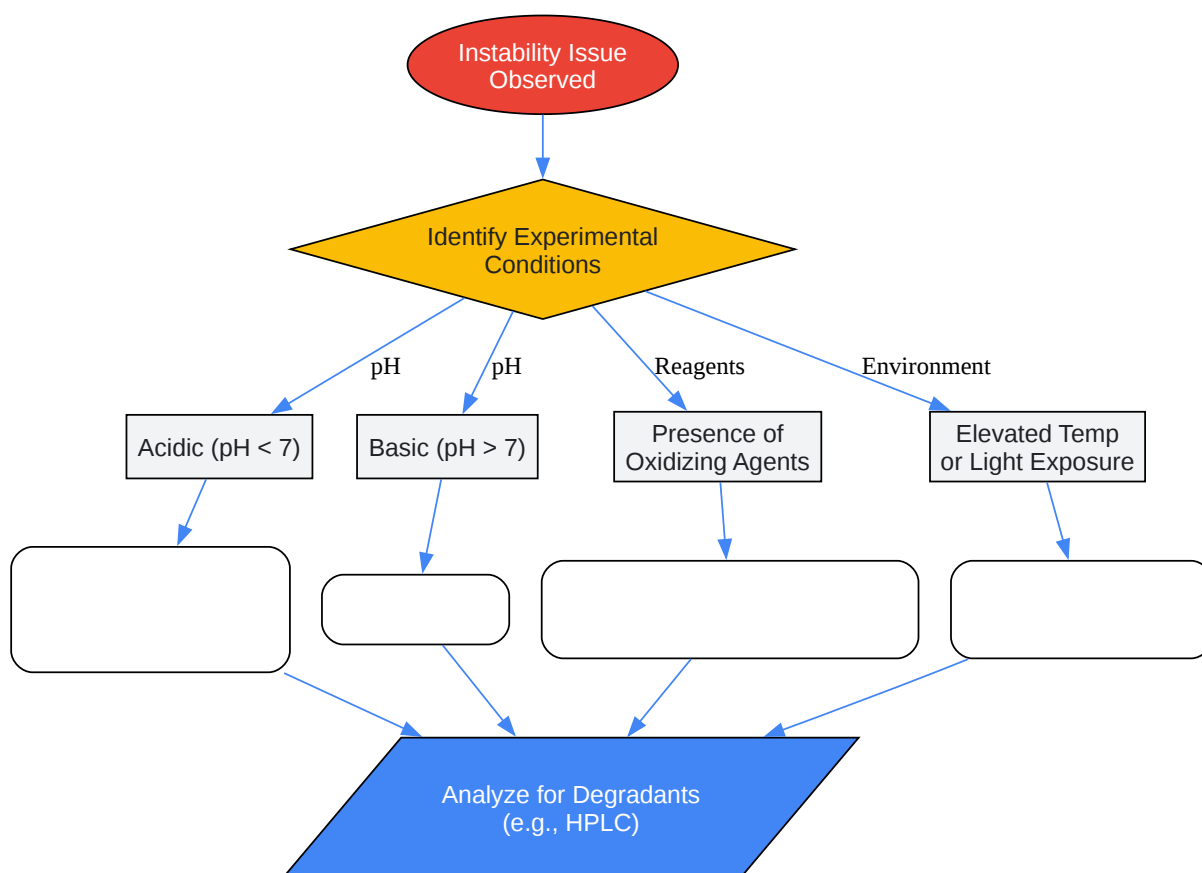 Instability Issue
Observed
Identify Experimental
Conditions
pH
pH
Reagents
Environment
Acidic (pH < 7)
Basic (pH > 7)
Presence of
Oxidizing Agents
Elevated Temp
or Light Exposure
Analyze for Degradants
(e.g., HPLC)